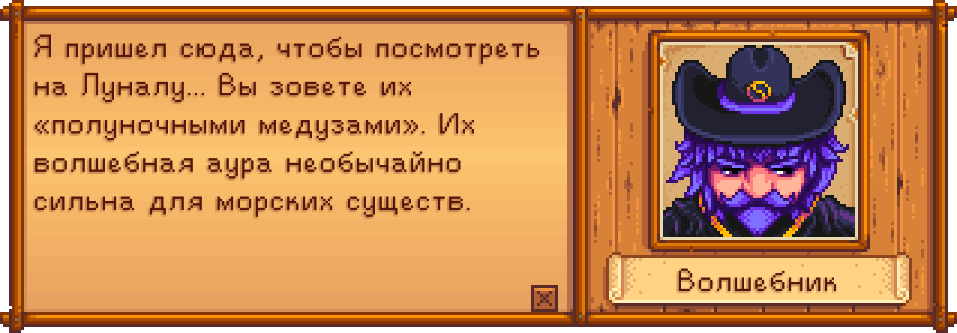 Я пришел сюда, чтобы посмотреть
на Луналу... Вы зовете их
«полуночными медузами». Их
волшебная аура необычайно
сильна для морских существ.
Волшебник